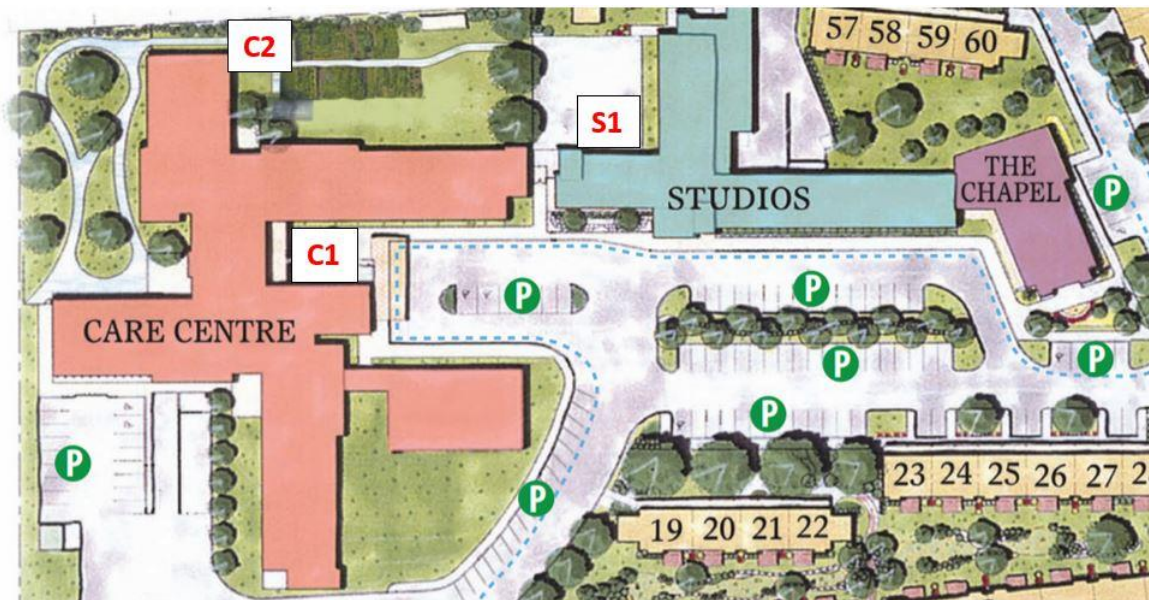 57 58 59 60
C2
S1
THE
CHAPEL
STUDIOS
P
C1
P
P
CARE CENTRE
P
P
P
23 24 25 26 27
P
P
19 20 21 22